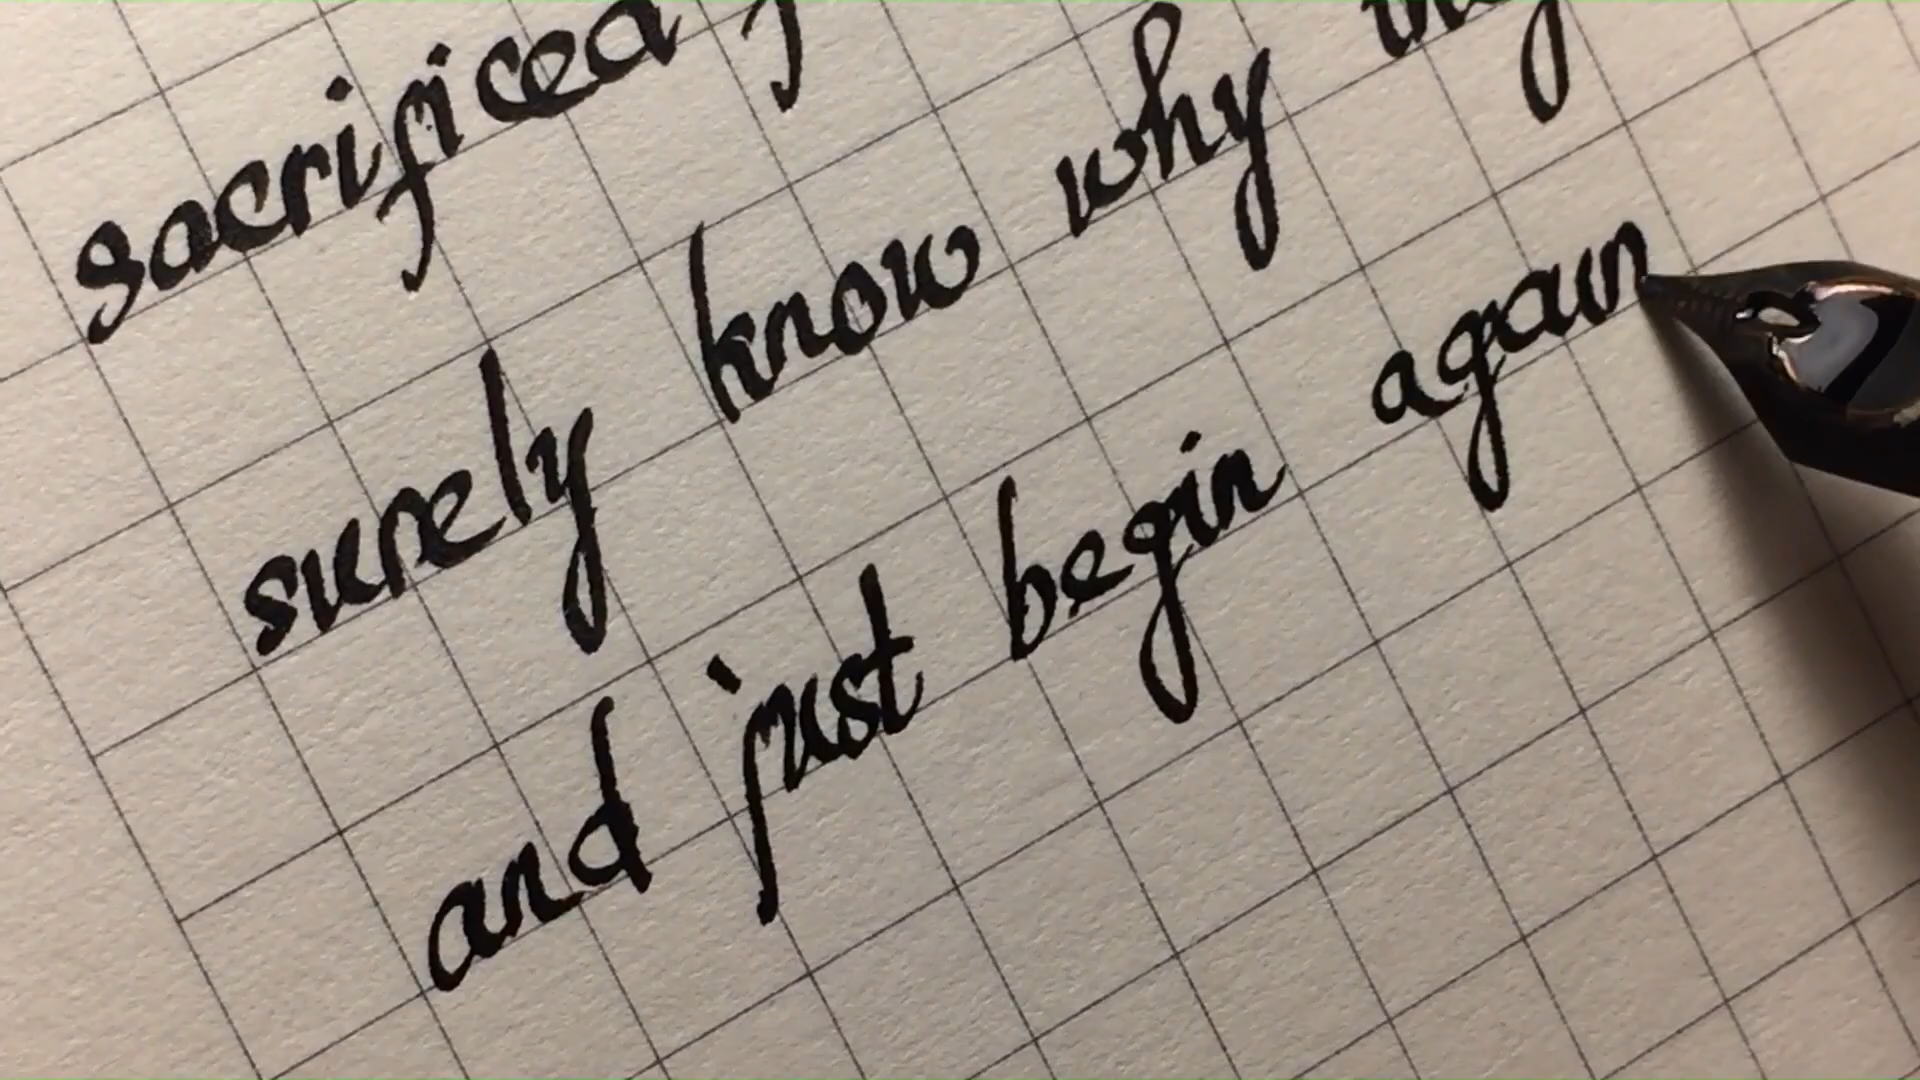 sacrificed
surely know why
and just begin again